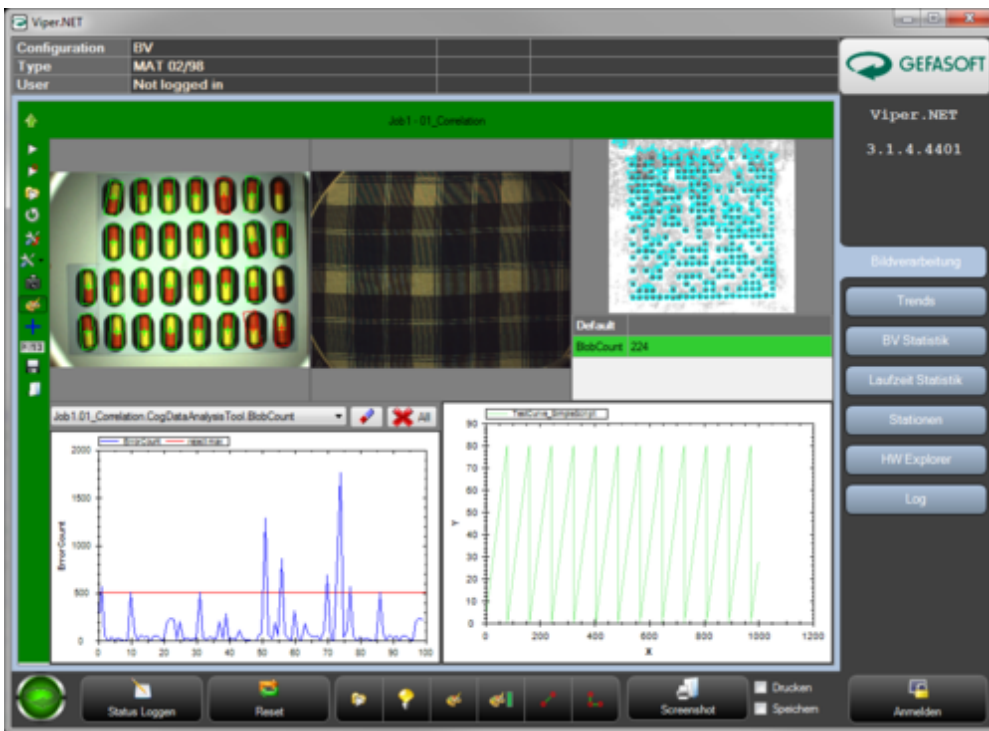 Viper.NET
Configuration BV
Type MAT 02/98
User Not logged in
GEFASOFT
Viper.NET
3.1.4.4401
Job1 - 01_Correlation
Default
BlobCount 224
Bildverarbeitung
Trends
BV Statistik
Laufzeit Statistik
Stationen
HW Explorer
Log
Job1.01_Correlation.CogDataAnalysisTool.BlobCount
All
ErrorCount reject max
2000
1500
1000
500
0
ErrorCount
0 10 20 30 40 50 60 70 80 90 100
TestCurve_SimpleScript
90
80
70
60
50
40
30
20
10
0
Y
0 200 400 600 800 1000 1200
X
Status Loggen
Reset
Screenshot
Drucken
Speichern
Anmelden